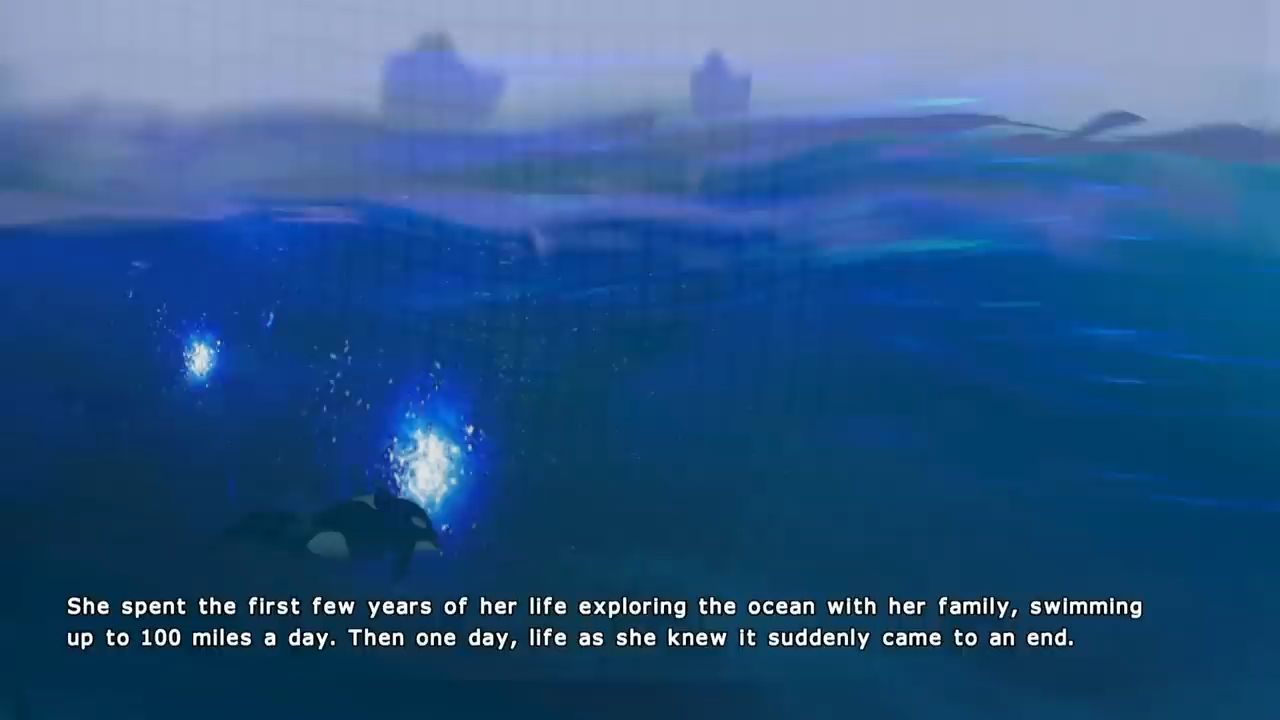 She spent the first few years of her life exploring the ocean with her family, swimming
up to 100 miles a day. Then one day, life as she knew it suddenly came to an end.